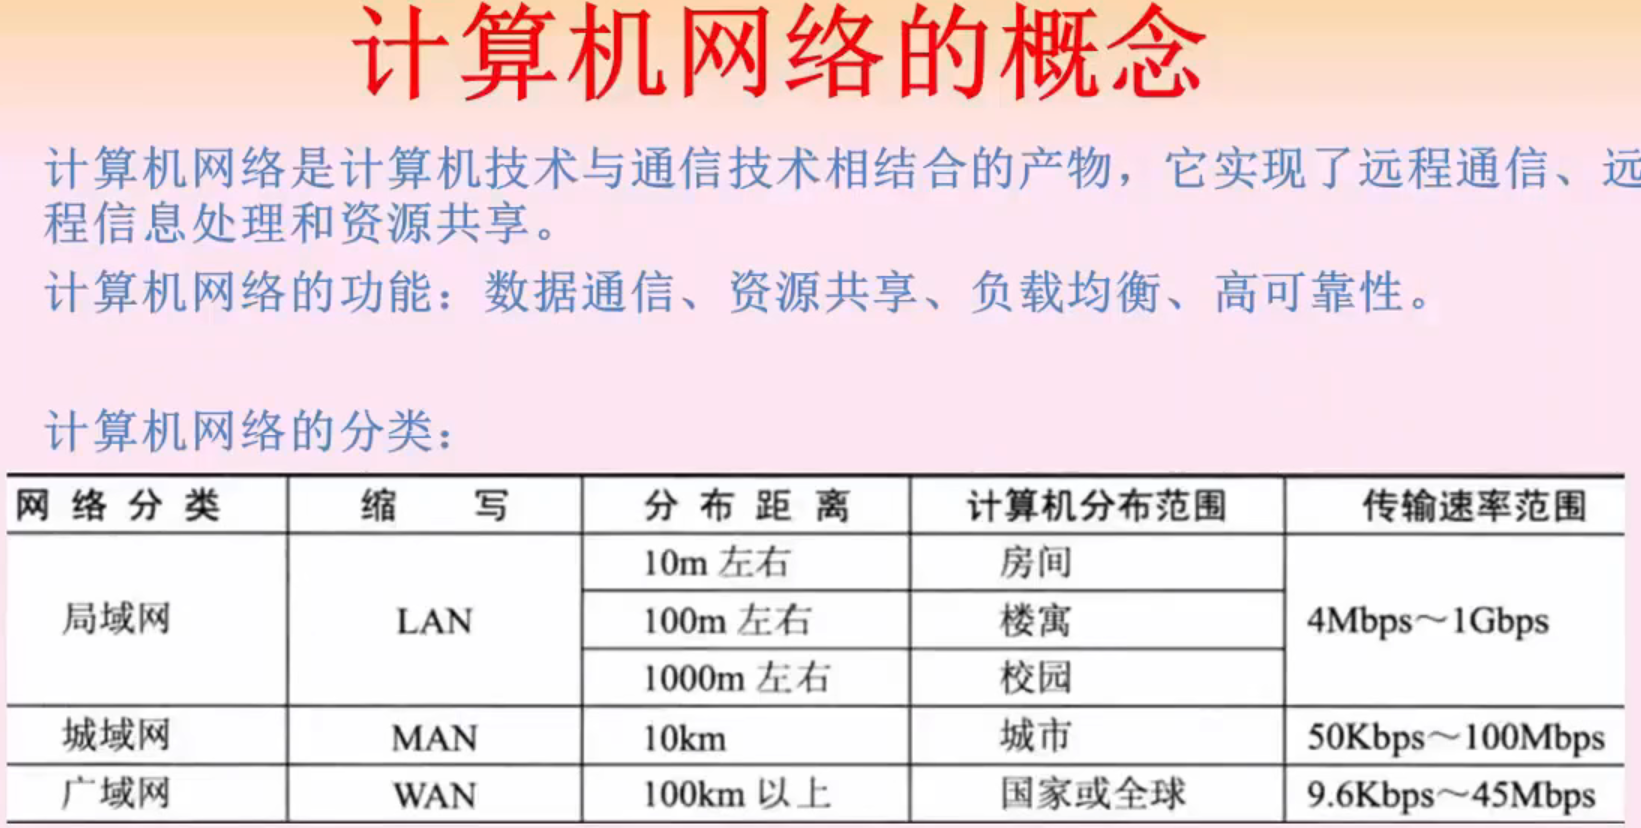 计算机网络的概念
计算机网络是计算机技术与通信技术相结合的产物，它实现了远程通信、远
程信息处理和资源共享。
计算机网络的功能：数据通信、资源共享、负载均衡、高可靠性。
计算机网络的分类：
网络分类 缩写 分布距离 计算机分布范围 传输速率范围
局域网 LAN 10m 左右 房间 4Mbps～1Gbps
100m 左右 楼寓
1000m 左右 校园
城域网 MAN 10km 城市 50Kbps～100Mbps
广域网 WAN 100km 以上 国家或全球 9.6Kbps～45Mbps